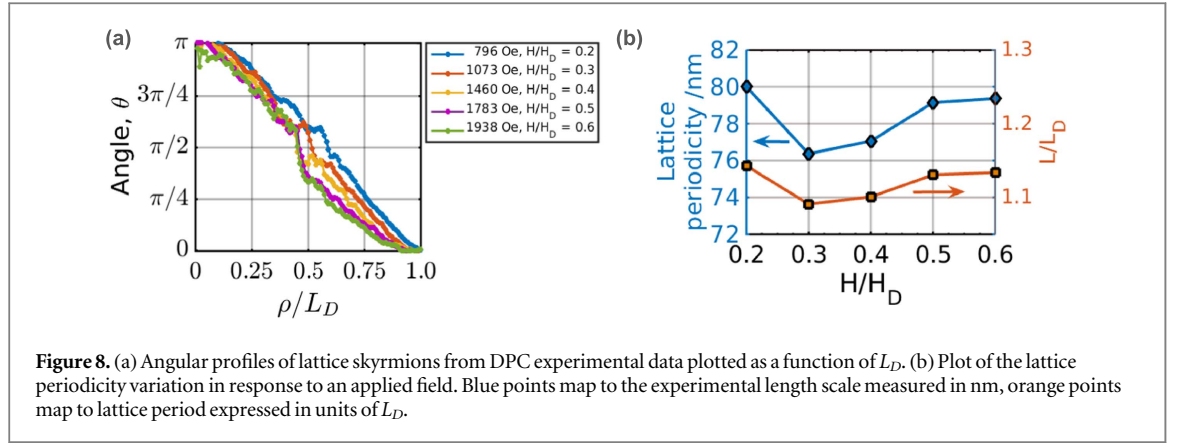 (a)
π
3π/4
π/2
π/4
0
Angle, θ
0 0.25 0.5 0.75 1.0
ρ/L_D
796 Oe, H/H_D = 0.2
1073 Oe, H/H_D = 0.3
1460 Oe, H/H_D = 0.4
1783 Oe, H/H_D = 0.5
1938 Oe, H/H_D = 0.6
(b)
Lattice
periodicity /nm
82
80
78
76
74
72
1.3
1.2
1.1
L/L_D
0.2 0.3 0.4 0.5 0.6
H/H_D
Figure 8. (a) Angular profiles of lattice skyrmions from DPC experimental data plotted as a function of L_D. (b) Plot of the lattice
periodicity variation in response to an applied field. Blue points map to the experimental length scale measured in nm, orange points
map to lattice period expressed in units of L_D.